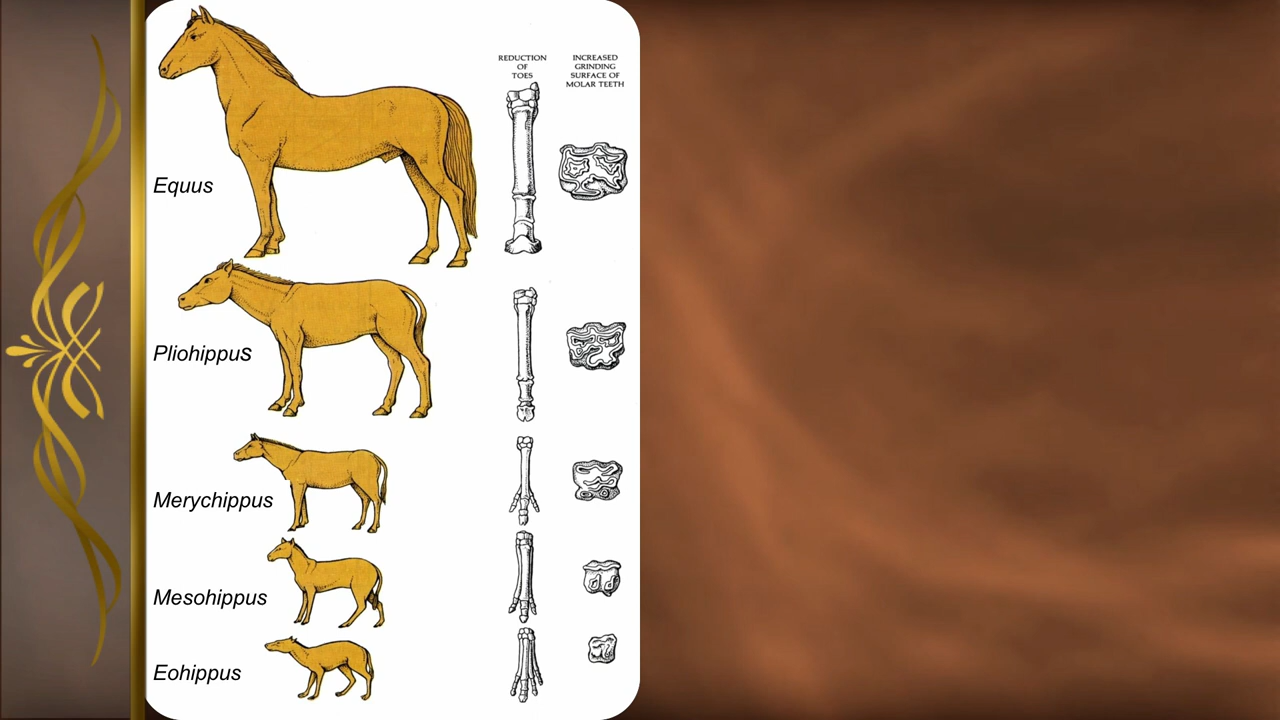 REDUCTION
OF
TOES
INCREASED
GRINDING
SURFACE OF
MOLAR TEETH
Equus
Pliohippus
Merychippus
Mesohippus
Eohippus